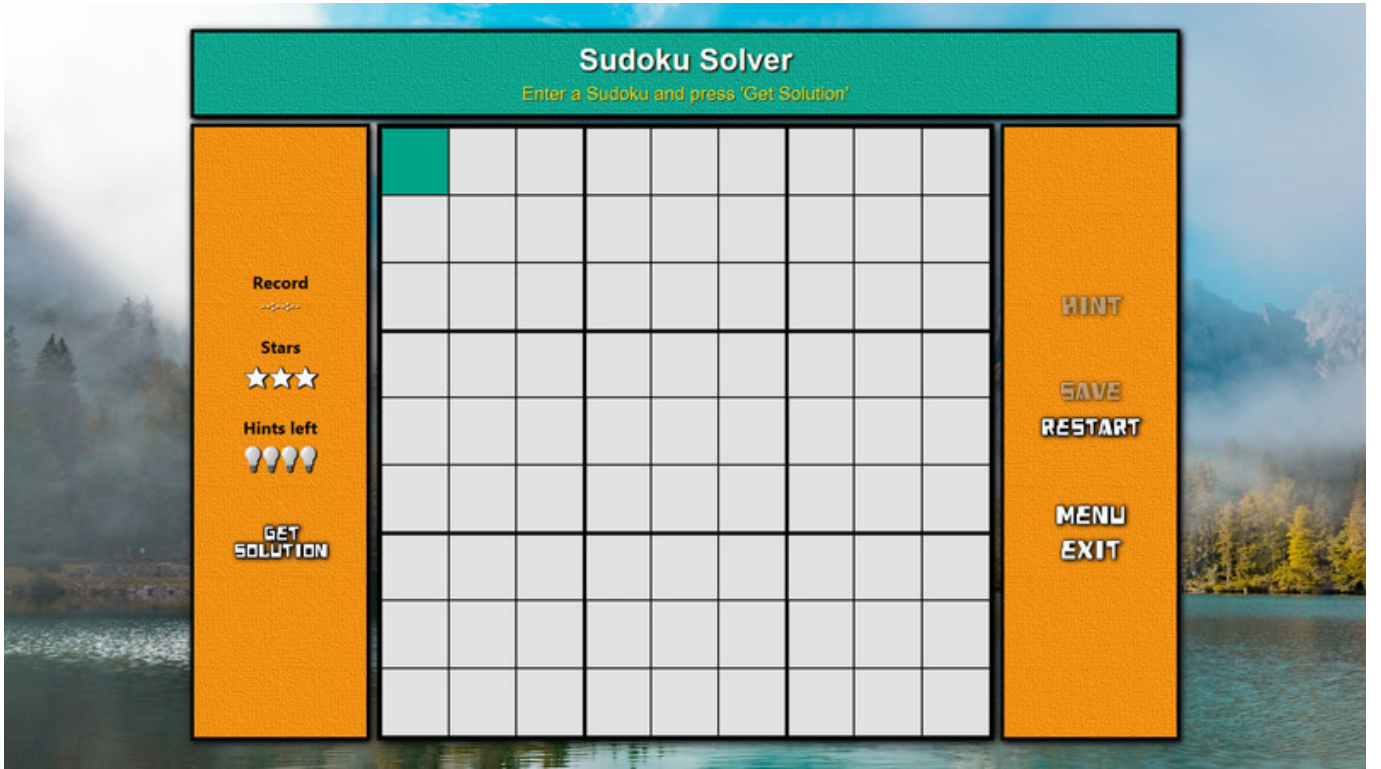 Sudoku Solver
Enter a Sudoku and press 'Get Solution'
Record
--:--:--
Stars
Hints left
GET
SOLUTION
HINT
SAVE
RESTART
MENU
EXIT